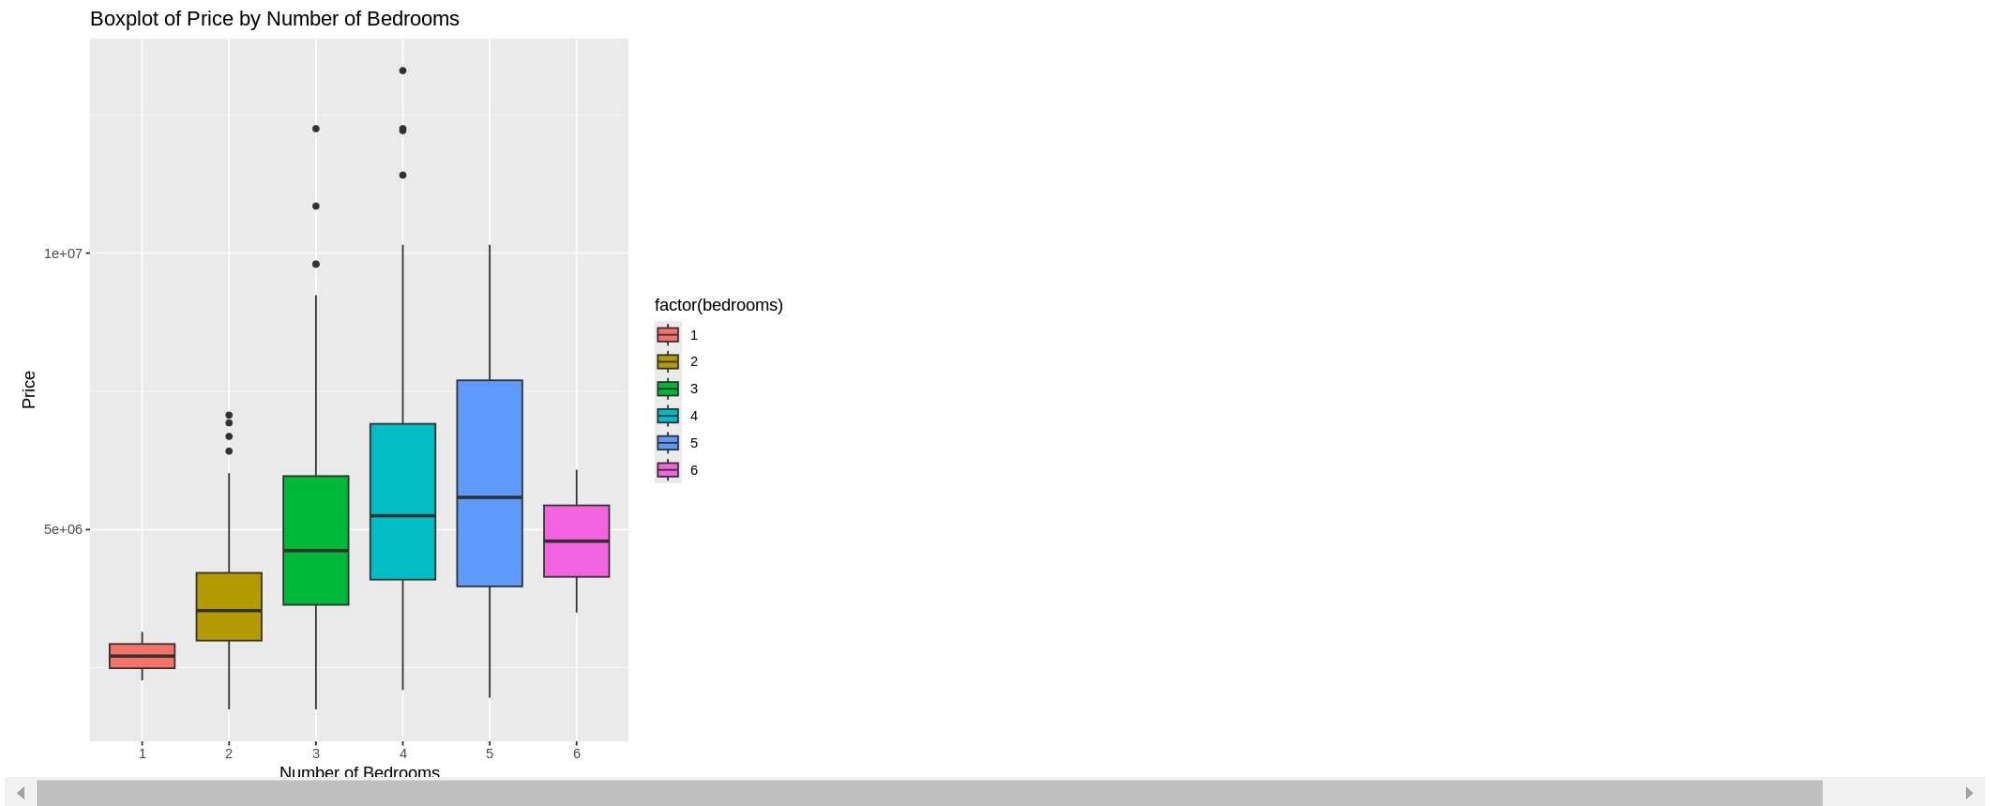 Boxplot of Price by Number of Bedrooms
1e+07
5e+06
Price
1 2 3 4 5 6
Number of Bedrooms
factor(bedrooms)
1
2
3
4
5
6